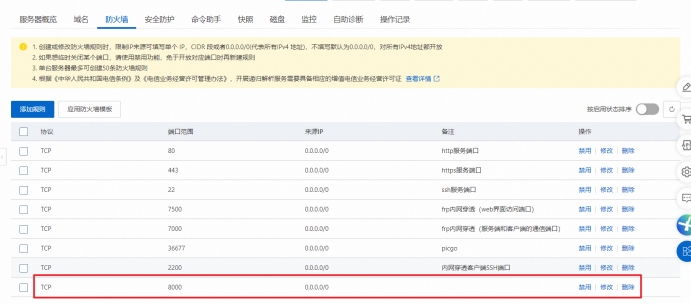 服务器概览 域名 防火墙 安全防护 命令助手 快照 磁盘 监控 自助诊断 操作记录
1. 创建或修改防火墙规则时，限制IP来源可填写单个 IP、CIDR 段或者0.0.0.0/0(代表所有IPv4 地址)，不填写默认为0.0.0.0/0，对所有IPv4地址都开放
2. 如果想临时关闭某个端口，请使用禁用功能，免于开放对应端口时再新建规则
3. 单台服务器最多可创建50条防火墙规则
4. 根据《中华人民共和国电信条例》及《电信业务经营许可管理办法》，开展递归解析服务需要具备相应的增值电信业务经营许可证 查看详情
添加规则 应用防火墙模板 按启用状态排序
协议 端口范围 来源IP 备注 操作
TCP 80 0.0.0.0/0 http服务端口 禁用 修改 删除
TCP 443 0.0.0.0/0 https服务端口 禁用 修改 删除
TCP 22 0.0.0.0/0 ssh服务端口 禁用 修改 删除
TCP 7500 0.0.0.0/0 frp内网穿透（web界面访问端口） 禁用 修改 删除
TCP 7000 0.0.0.0/0 frp内网穿透（服务端和客户端的通信端口） 禁用 修改 删除
TCP 36677 0.0.0.0/0 picgo 禁用 修改 删除
TCP 2200 0.0.0.0/0 内网穿透客户端SSH端口 禁用 修改 删除
TCP 8000 0.0.0.0/0 禁用 修改 删除